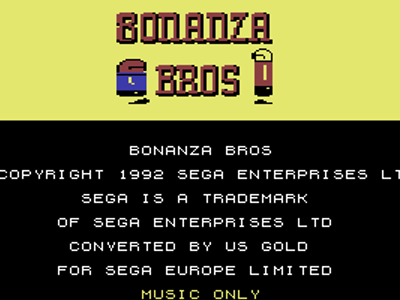 BONANZA
BROS
BONANZA BROS
COPYRIGHT 1992 SEGA ENTERPRISES LT
SEGA IS A TRADEMARK
OF SEGA ENTERPRISES LTD
CONVERTED BY US GOLD
FOR SEGA EUROPE LIMITED
MUSIC ONLY